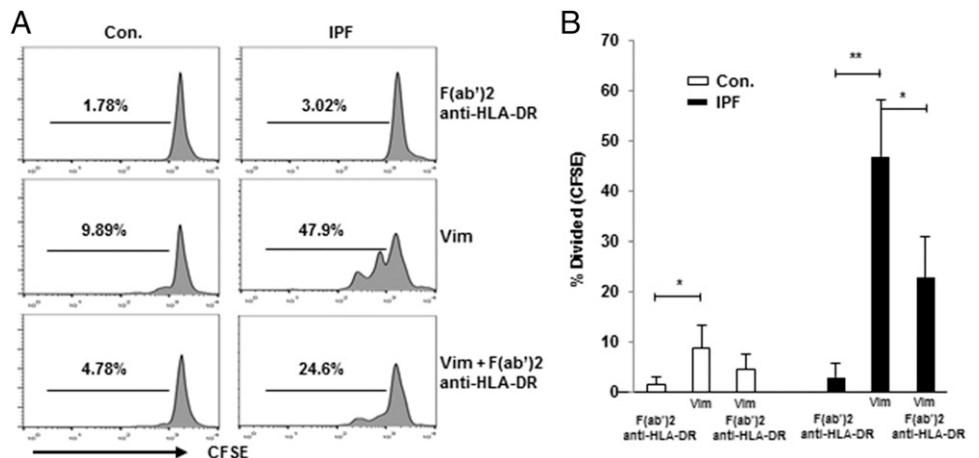 A
Con.
IPF
1.78%
3.02%
F(ab')2
anti-HLA-DR
9.89%
47.9%
Vim
4.78%
24.6%
Vim + F(ab')2
anti-HLA-DR
CFSE
B
% Divided (CFSE)
70
60
50
40
30
20
10
0
Con.
IPF
*
**
*
F(ab')2
anti-HLA-DR
Vim
Vim
F(ab')2
anti-HLA-DR
F(ab')2
anti-HLA-DR
Vim
Vim
F(ab')2
anti-HLA-DR